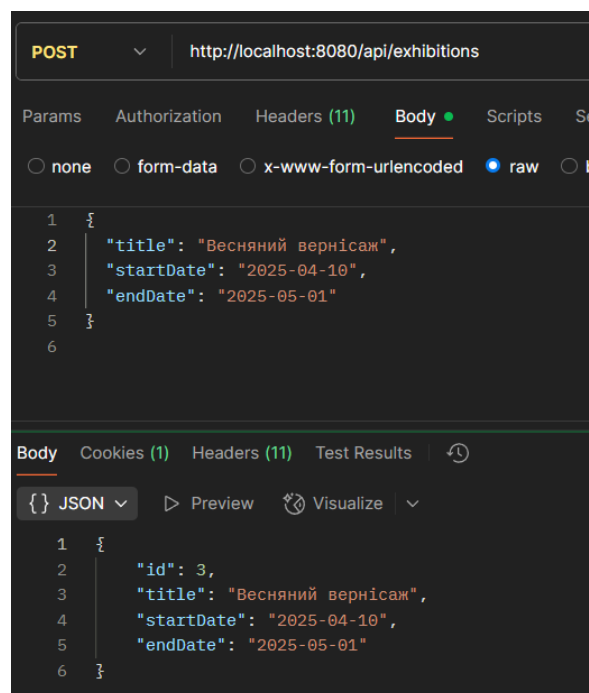 POST http://localhost:8080/api/exhibitions
Params Authorization Headers (11) Body Scripts
none form-data x-www-form-urlencoded raw
1 {
2 "title": "Весняний вернісаж",
3 "startDate": "2025-04-10",
4 "endDate": "2025-05-01"
5 }
6
Body Cookies (1) Headers (11) Test Results
{} JSON Preview Visualize
1 {
2 "id": 3,
3 "title": "Весняний вернісаж",
4 "startDate": "2025-04-10",
5 "endDate": "2025-05-01"
6 }